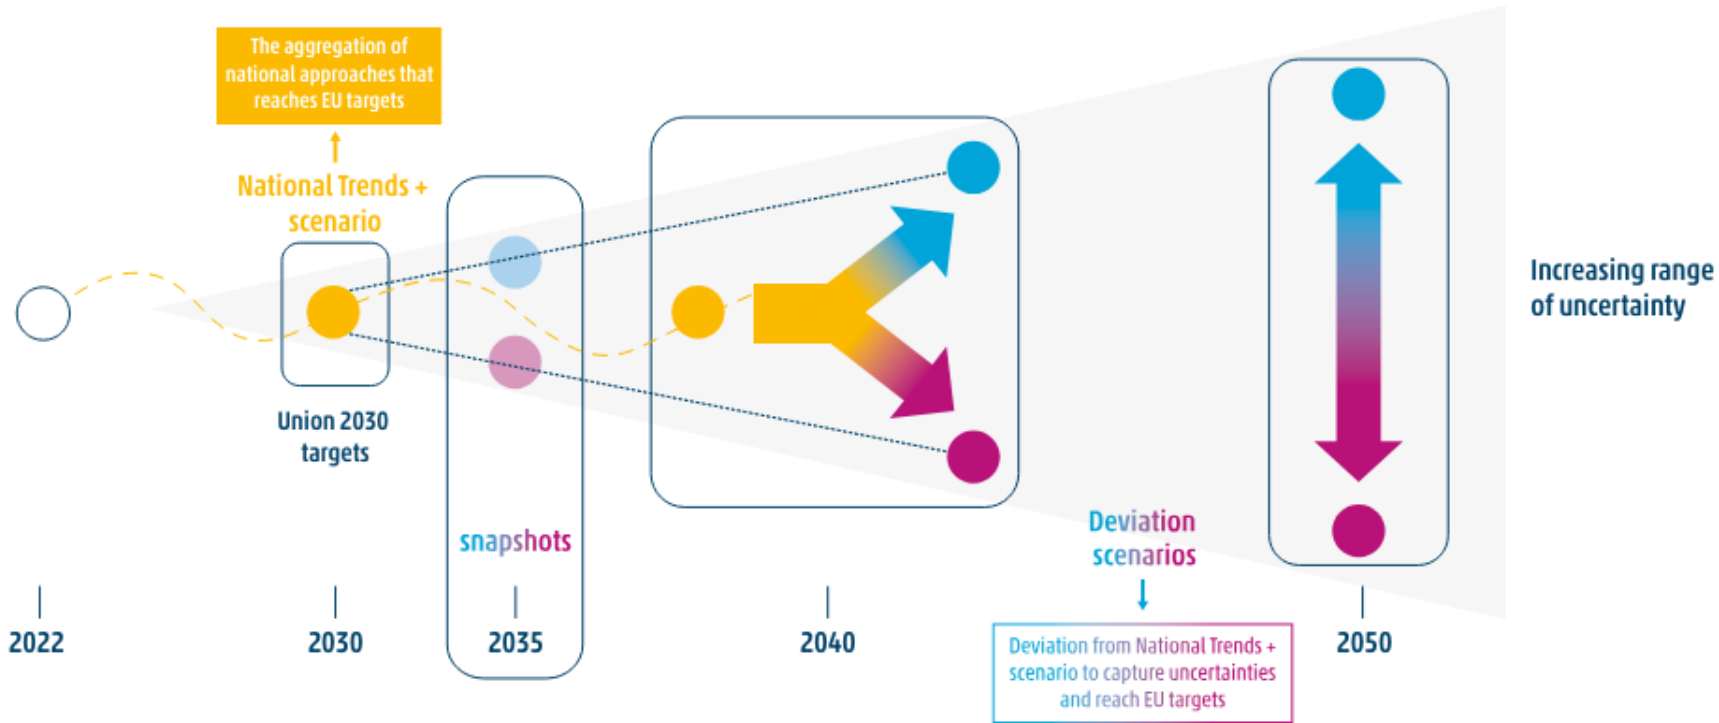 The aggregation of
national approaches that
reaches EU targets
National Trends +
scenario
Union 2030
targets
snapshots
Increasing range
of uncertainty
Deviation
scenarios
Deviation from National Trends +
scenario to capture uncertainties
and reach EU targets
2022
2030
2035
2040
2050